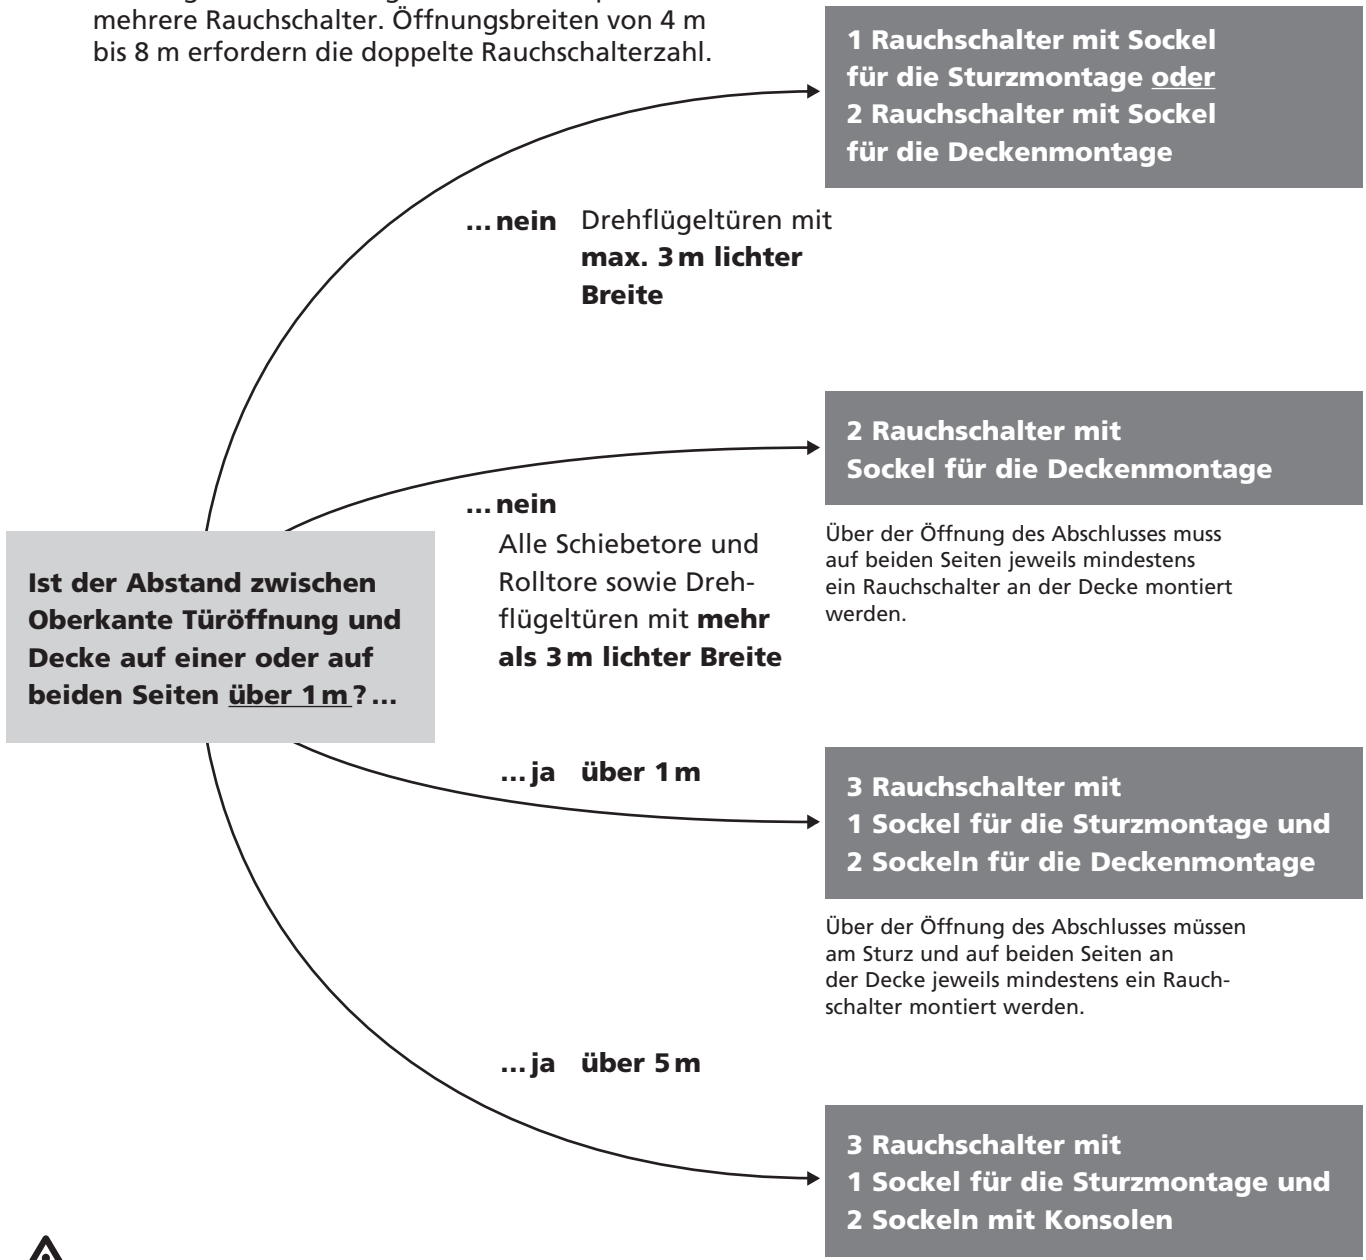 mehrere Rauchschalter. Öffnungsbreiten von 4 m
bis 8 m erfordern die doppelte Rauchschalterzahl.
1 Rauchschalter mit Sockel
für die Sturzmontage oder
2 Rauchschalter mit Sockel
für die Deckenmontage
...nein Drehflügeltüren mit
max. 3 m lichter
Breite
2 Rauchschalter mit
Sockel für die Deckenmontage
Über der Öffnung des Abschlusses muss
auf beiden Seiten jeweils mindestens
ein Rauchschalter an der Decke montiert
werden.
...nein
Alle Schiebetore und
Rolltore sowie Dreh-
flügeltüren mit mehr
als 3 m lichter Breite
Ist der Abstand zwischen
Oberkante Türöffnung und
Decke auf einer oder auf
beiden Seiten über 1 m?...
...ja über 1 m
3 Rauchschalter mit
1 Sockel für die Sturzmontage und
2 Sockeln für die Deckenmontage
Über der Öffnung des Abschlusses müssen
am Sturz und auf beiden Seiten an
der Decke jeweils mindestens ein Rauch-
schalter montiert werden.
...ja über 5 m
3 Rauchschalter mit
1 Sockel für die Sturzmontage und
2 Sockeln mit Konsolen